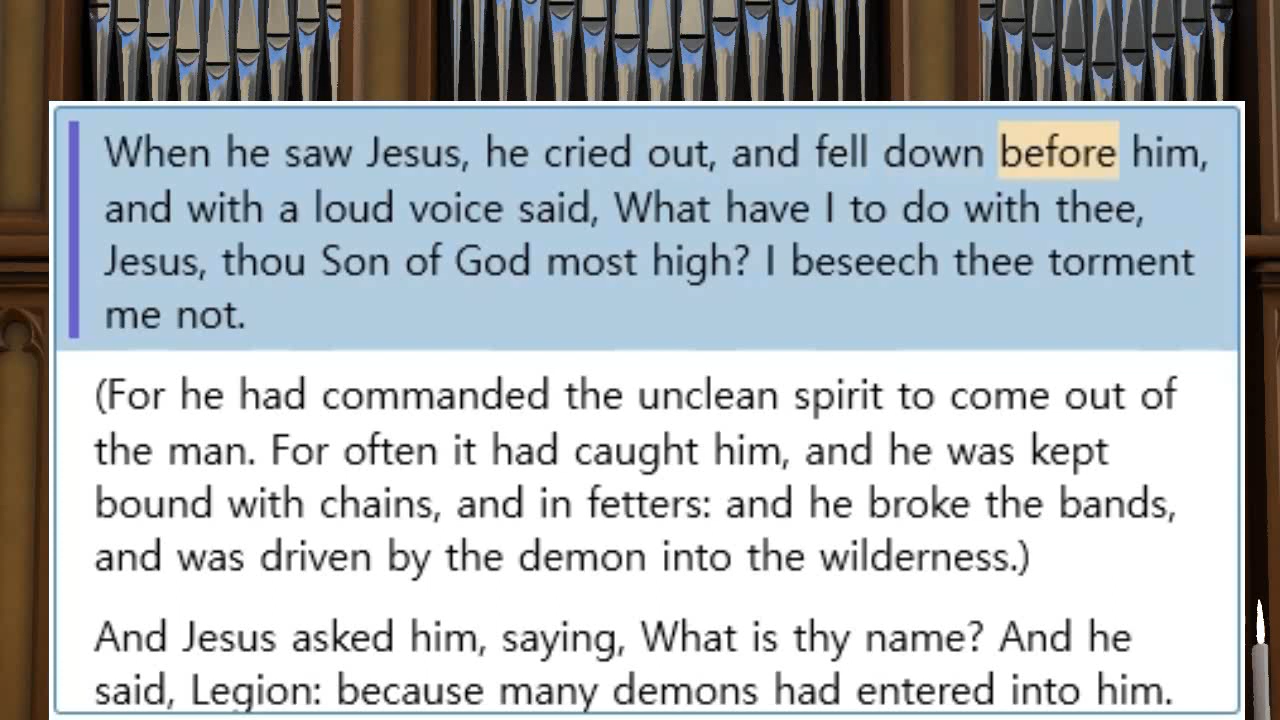 When he saw Jesus, he cried out, and fell down before him,
and with a loud voice said, What have I to do with thee,
Jesus, thou Son of God most high? I beseech thee torment
me not.
(For he had commanded the unclean spirit to come out of
the man. For often it had caught him, and he was kept
bound with chains, and in fetters: and he broke the bands,
and was driven by the demon into the wilderness.)
And Jesus asked him, saying, What is thy name? And he
said, Legion: because many demons had entered into him.